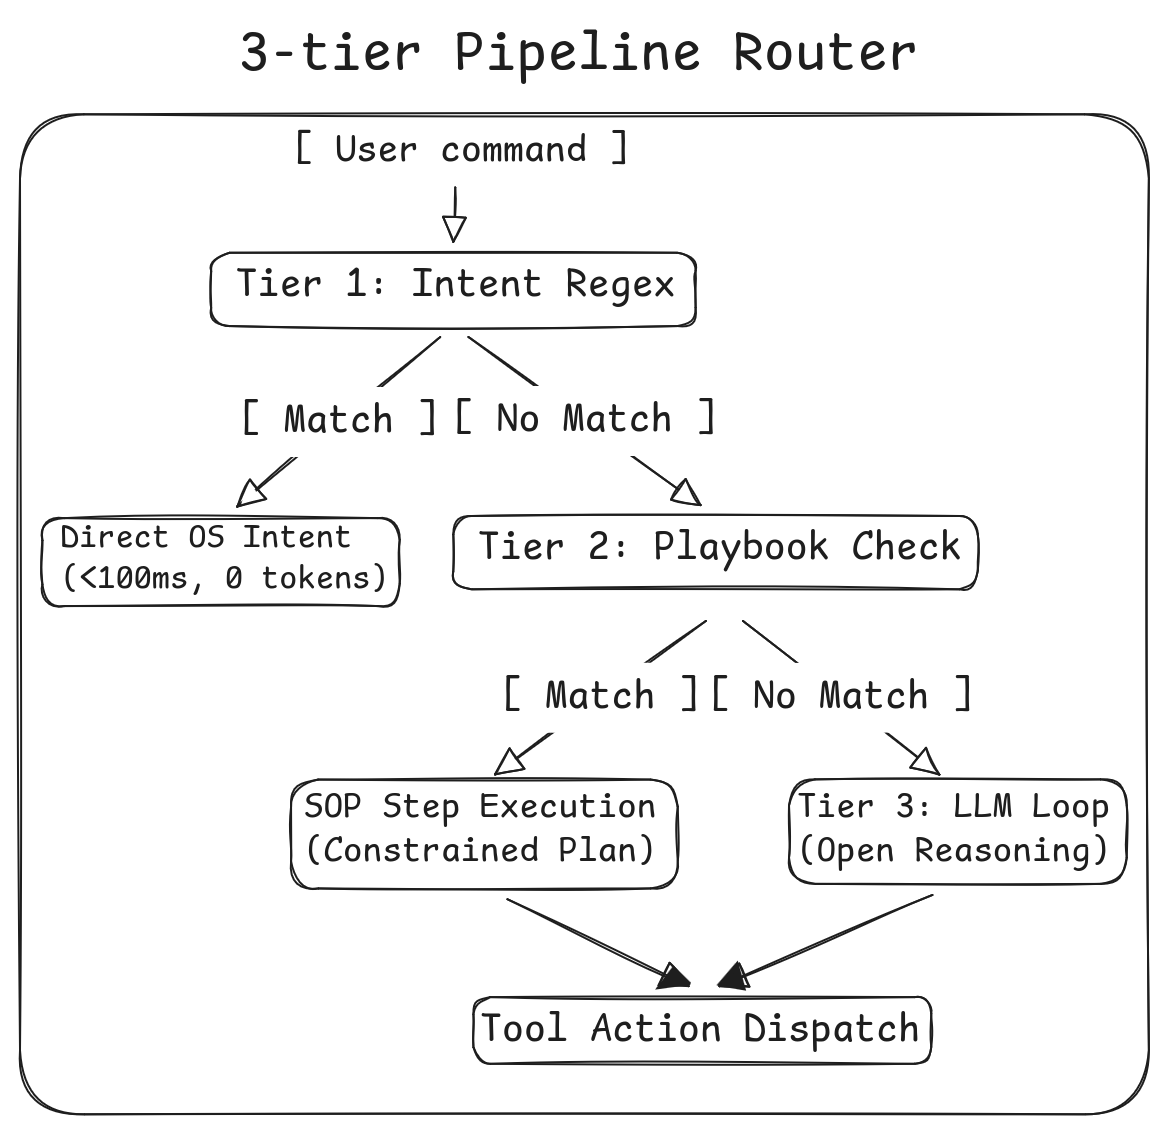 3-tier Pipeline Router
[ User command ]
Tier 1: Intent Regex
[ Match ] [ No Match ]
Direct OS Intent
(<100ms, 0 tokens)
Tier 2: Playbook Check
[ Match ] [ No Match ]
SOP Step Execution
(Constrained Plan)
Tier 3: LLM Loop
(Open Reasoning)
Tool Action Dispatch